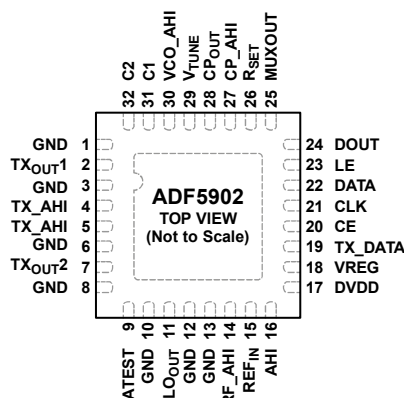 32 C2
31 C1
30 VCO_AHI
29 VTUNE
28 CPOUT
27 CP_AHI
26 RSET
25 MUXOUT
GND 1
TXOUT1 2
GND 3
TX_AHI 4
TX_AHI 5
GND 6
TXOUT2 7
GND 8
ADF5902
TOP VIEW
(Not to Scale)
24 DOUT
23 LE
22 DATA
21 CLK
20 CE
19 TX_DATA
18 VREG
17 DVDD
ATEST 9
GND 10
LOOUT 11
GND 12
GND 13
RF_AHI 14
REFIN 15
AHI 16